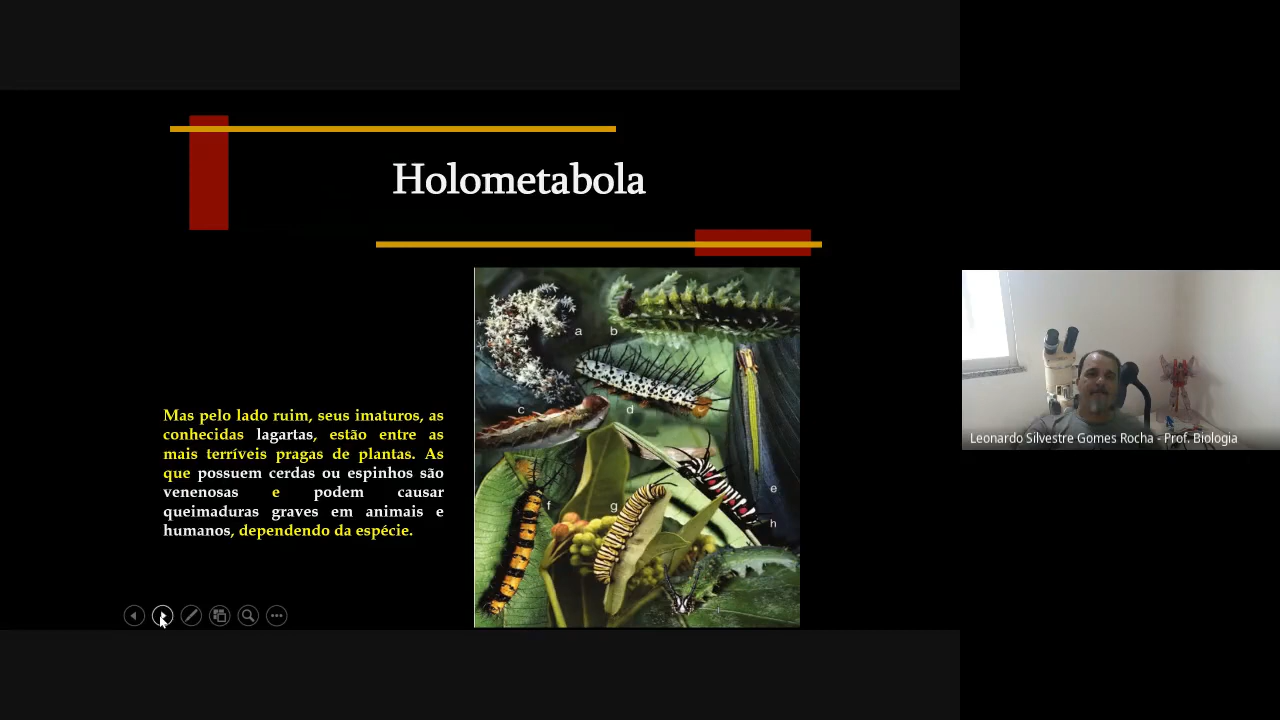 Holometabola
a b
c d
e
f g
h
i
Mas pelo lado ruim, seus imaturos, as
conhecidas lagartas, estão entre as
mais terríveis pragas de plantas. As
que possuem cerdas ou espinhos são
venenosas e podem causar
queimaduras graves em animais e
humanos, dependendo da espécie.
Leonardo Silvestre Gomes Rocha - Prof. Biologia